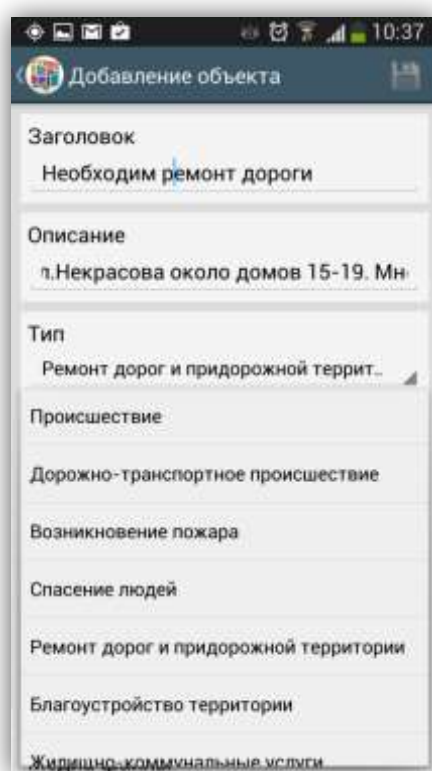 10:37
Добавление объекта
Заголовок
Необходим ремонт дороги
Описание
л.Некрасова около домов 15-19. Мн
Тип
Ремонт дорог и придорожной террит..
Происшествие
Дорожно-транспортное происшествие
Возникновение пожара
Спасение людей
Ремонт дорог и придорожной территории
Благоустройство территории
Жилищно-коммунальные услуги